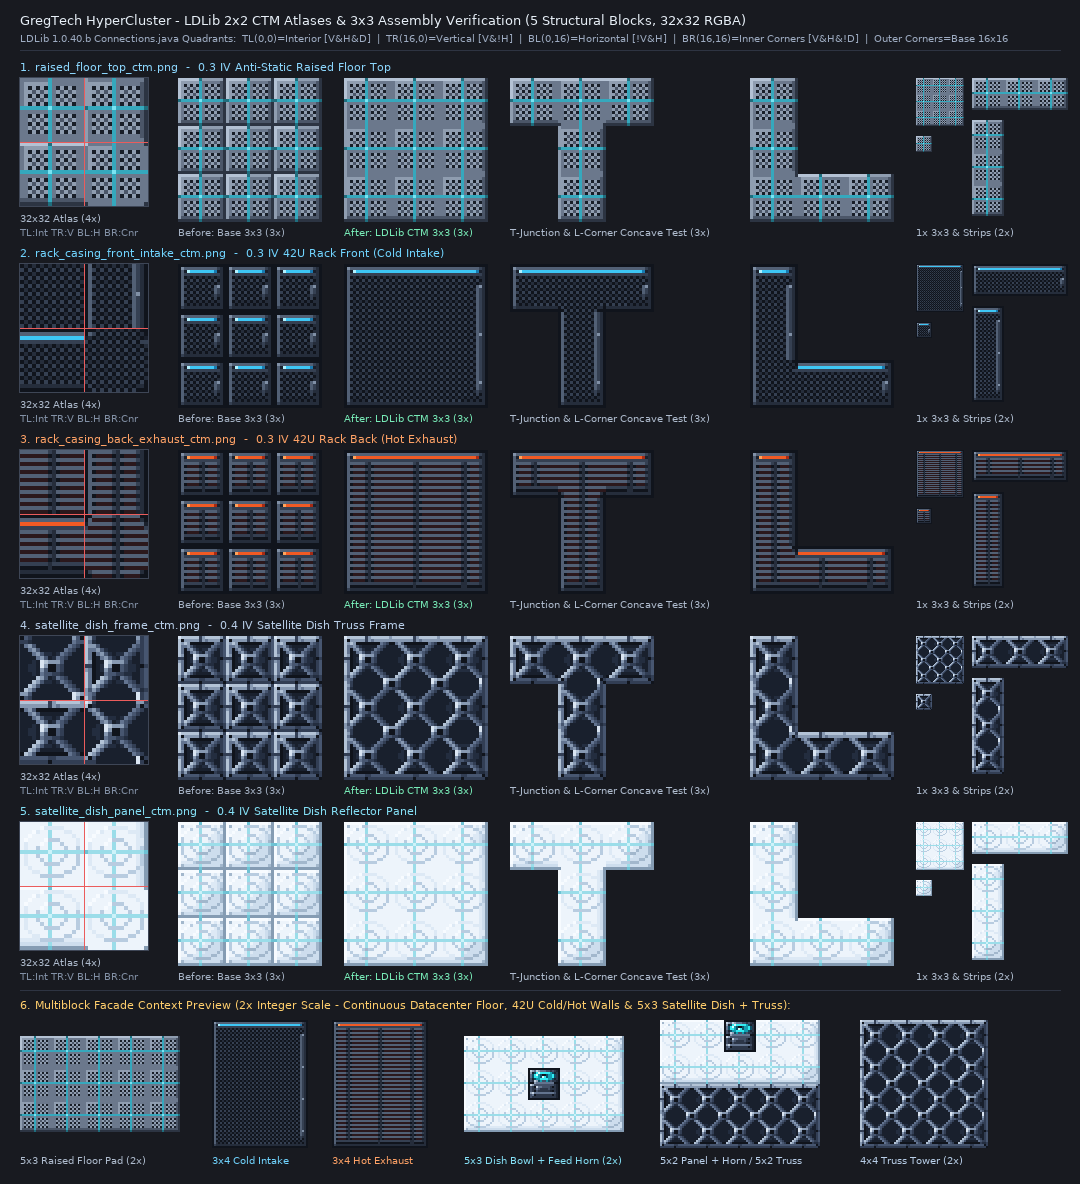 GregTech HyperCluster - LDLib 2x2 CTM Atlases & 3x3 Assembly Verification (5 Structural Blocks, 32x32 RGBA)
LDLib 1.0.40.b Connections.java Quadrants: TL(0,0)=Interior [V&H&D] | TR(16,0)=Vertical [V&!H] | BL(0,16)=Horizontal [!V&H] | BR(16,16)=Inner Corners [V&H&!D] | Outer Corners=Base 16x16
1. raised_floor_top_ctm.png - 0.3 IV Anti-Static Raised Floor Top
32x32 Atlas (4x)
TL:Int TR:V BL:H BR:Cnr
Before: Base 3x3 (3x)
After: LDLib CTM 3x3 (3x)
T-Junction & L-Corner Concave Test (3x)
1x 3x3 & Strips (2x)
2. rack_casing_front_intake_ctm.png - 0.3 IV 42U Rack Front (Cold Intake)
32x32 Atlas (4x)
TL:Int TR:V BL:H BR:Cnr
Before: Base 3x3 (3x)
After: LDLib CTM 3x3 (3x)
T-Junction & L-Corner Concave Test (3x)
1x 3x3 & Strips (2x)
3. rack_casing_back_exhaust_ctm.png - 0.3 IV 42U Rack Back (Hot Exhaust)
32x32 Atlas (4x)
TL:Int TR:V BL:H BR:Cnr
Before: Base 3x3 (3x)
After: LDLib CTM 3x3 (3x)
T-Junction & L-Corner Concave Test (3x)
1x 3x3 & Strips (2x)
4. satellite_dish_frame_ctm.png - 0.4 IV Satellite Dish Truss Frame
32x32 Atlas (4x)
TL:Int TR:V BL:H BR:Cnr
Before: Base 3x3 (3x)
After: LDLib CTM 3x3 (3x)
T-Junction & L-Corner Concave Test (3x)
1x 3x3 & Strips (2x)
5. satellite_dish_panel_ctm.png - 0.4 IV Satellite Dish Reflector Panel
32x32 Atlas (4x)
TL:Int TR:V BL:H BR:Cnr
Before: Base 3x3 (3x)
After: LDLib CTM 3x3 (3x)
T-Junction & L-Corner Concave Test (3x)
1x 3x3 & Strips (2x)
6. Multiblock Facade Context Preview (2x Integer Scale - Continuous Datacenter Floor, 42U Cold/Hot Walls & 5x3 Satellite Dish + Truss):
5x3 Raised Floor Pad (2x)
3x4 Cold Intake
3x4 Hot Exhaust
5x3 Dish Bowl + Feed Horn (2x)
5x2 Panel + Horn / 5x2 Truss
4x4 Truss Tower (2x)